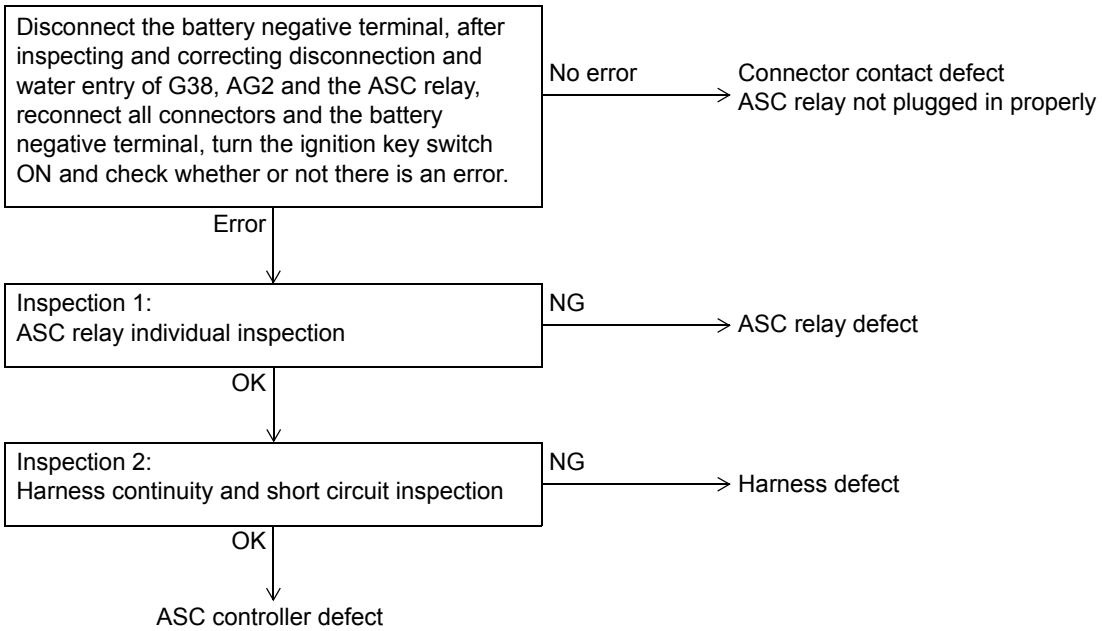 Disconnect the battery negative terminal, after
inspecting and correcting disconnection and
water entry of G38, AG2 and the ASC relay,
reconnect all connectors and the battery
negative terminal, turn the ignition key switch
ON and check whether or not there is an error.
No error
Connector contact defect
ASC relay not plugged in properly
Error
Inspection 1:
ASC relay individual inspection
NG
ASC relay defect
OK
Inspection 2:
Harness continuity and short circuit inspection
NG
Harness defect
OK
ASC controller defect